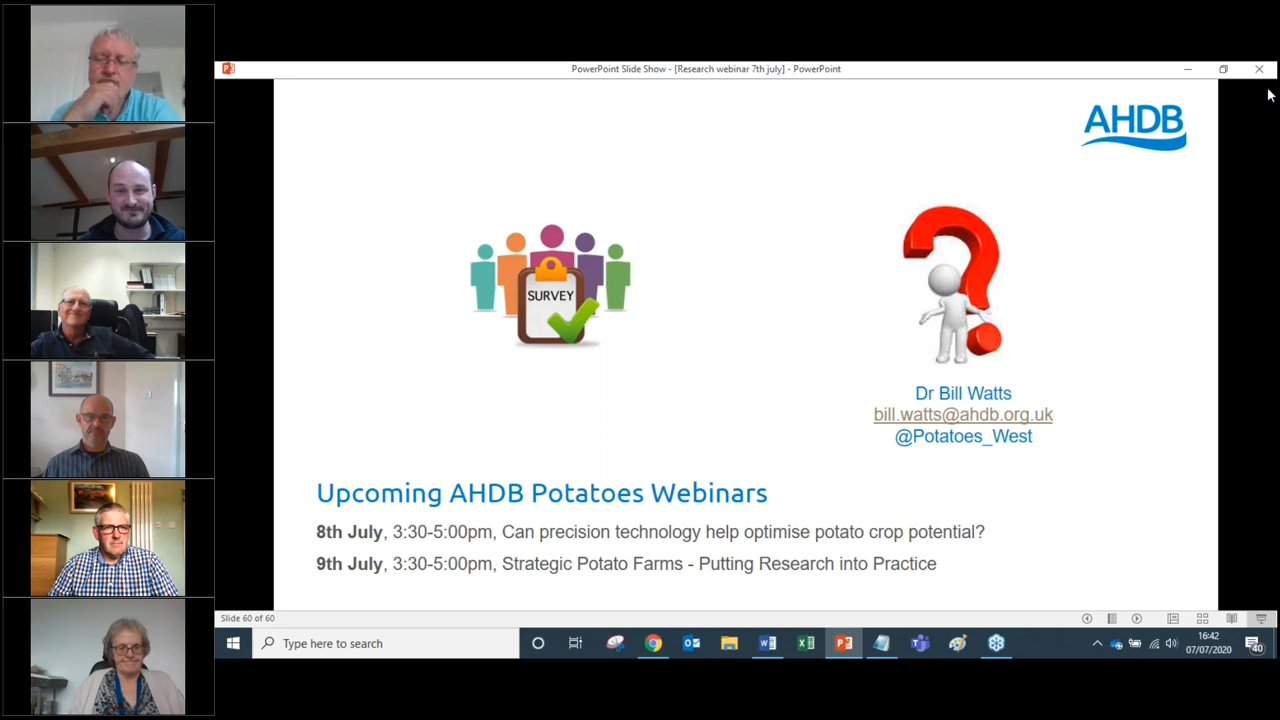 PowerPoint Slide Show - [Research webinar 7th july] - PowerPoint
AHDB
SURVEY
Dr Bill Watts
bill.watts@ahdb.org.uk
@Potatoes_West
Upcoming AHDB Potatoes Webinars
8th July, 3:30-5:00pm, Can precision technology help optimise potato crop potential?
9th July, 3:30-5:00pm, Strategic Potato Farms - Putting Research into Practice
Slide 60 of 60
Type here to search
16:42
07/07/2020
40